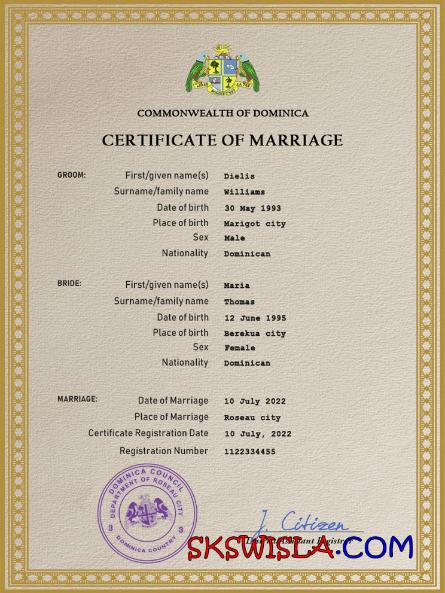 COMMONWEALTH OF DOMINICA
CERTIFICATE OF MARRIAGE
GROOM: First/given name(s) Dielis
Surname/family name Williams
Date of birth 30 May 1993
Place of birth Marigot city
Sex Male
Nationality Dominican
BRIDE: First/given name(s) Maria
Surname/family name Thomas
Date of birth 12 June 1995
Place of birth Berekua city
Sex Female
Nationality Dominican
MARRIAGE: Date of Marriage 10 July 2022
Place of Marriage Roseau city
Certificate Registration Date 10 July, 2022
Registration Number 1122334455
DOMINICA COUNCIL
DEPARTMENT OF ROSEAU CITY
3 3
DOMINICA COUNTRY
J. Citizen
SKSWISLA.COM